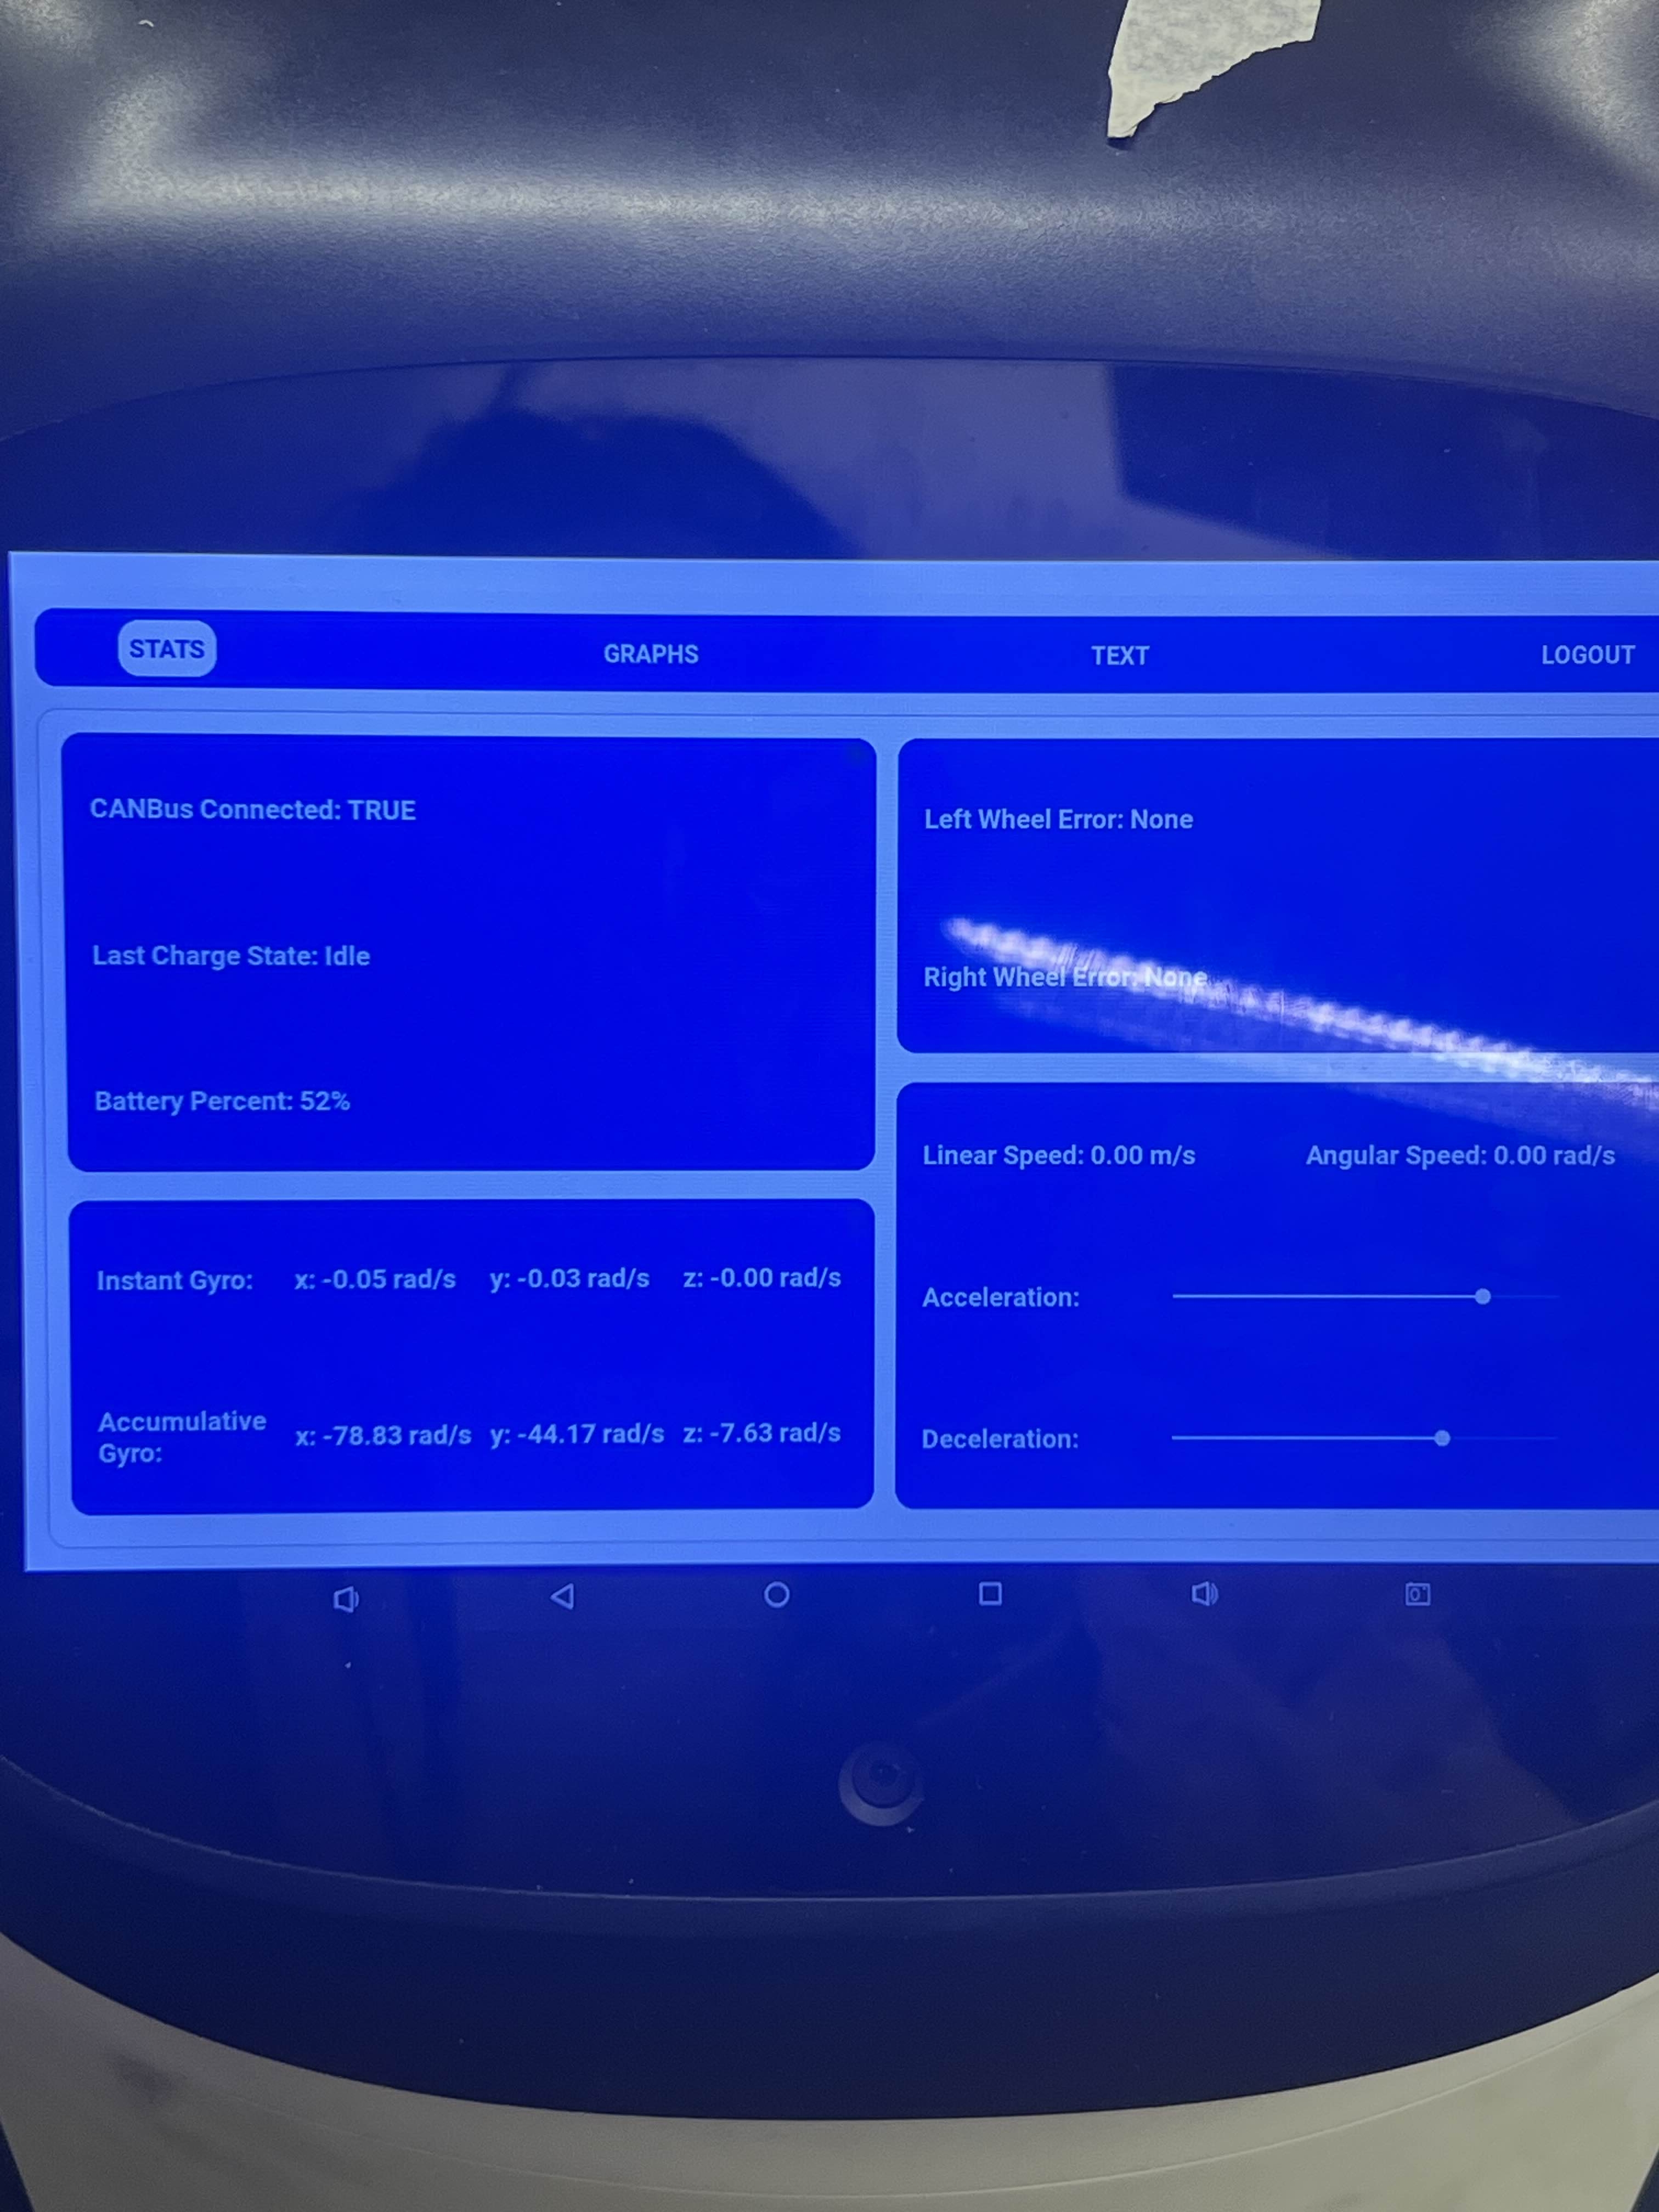 STATS GRAPHS TEXT LOGOUT
CANBus Connected: TRUE
Last Charge State: Idle
Battery Percent: 52%
Instant Gyro: x: -0.05 rad/s y: -0.03 rad/s z: -0.00 rad/s
Accumulative
Gyro: x: -78.83 rad/s y: -44.17 rad/s z: -7.63 rad/s
Left Wheel Error: None
Right Wheel Error: None
Linear Speed: 0.00 m/s Angular Speed: 0.00 rad/s
Acceleration:
Deceleration: